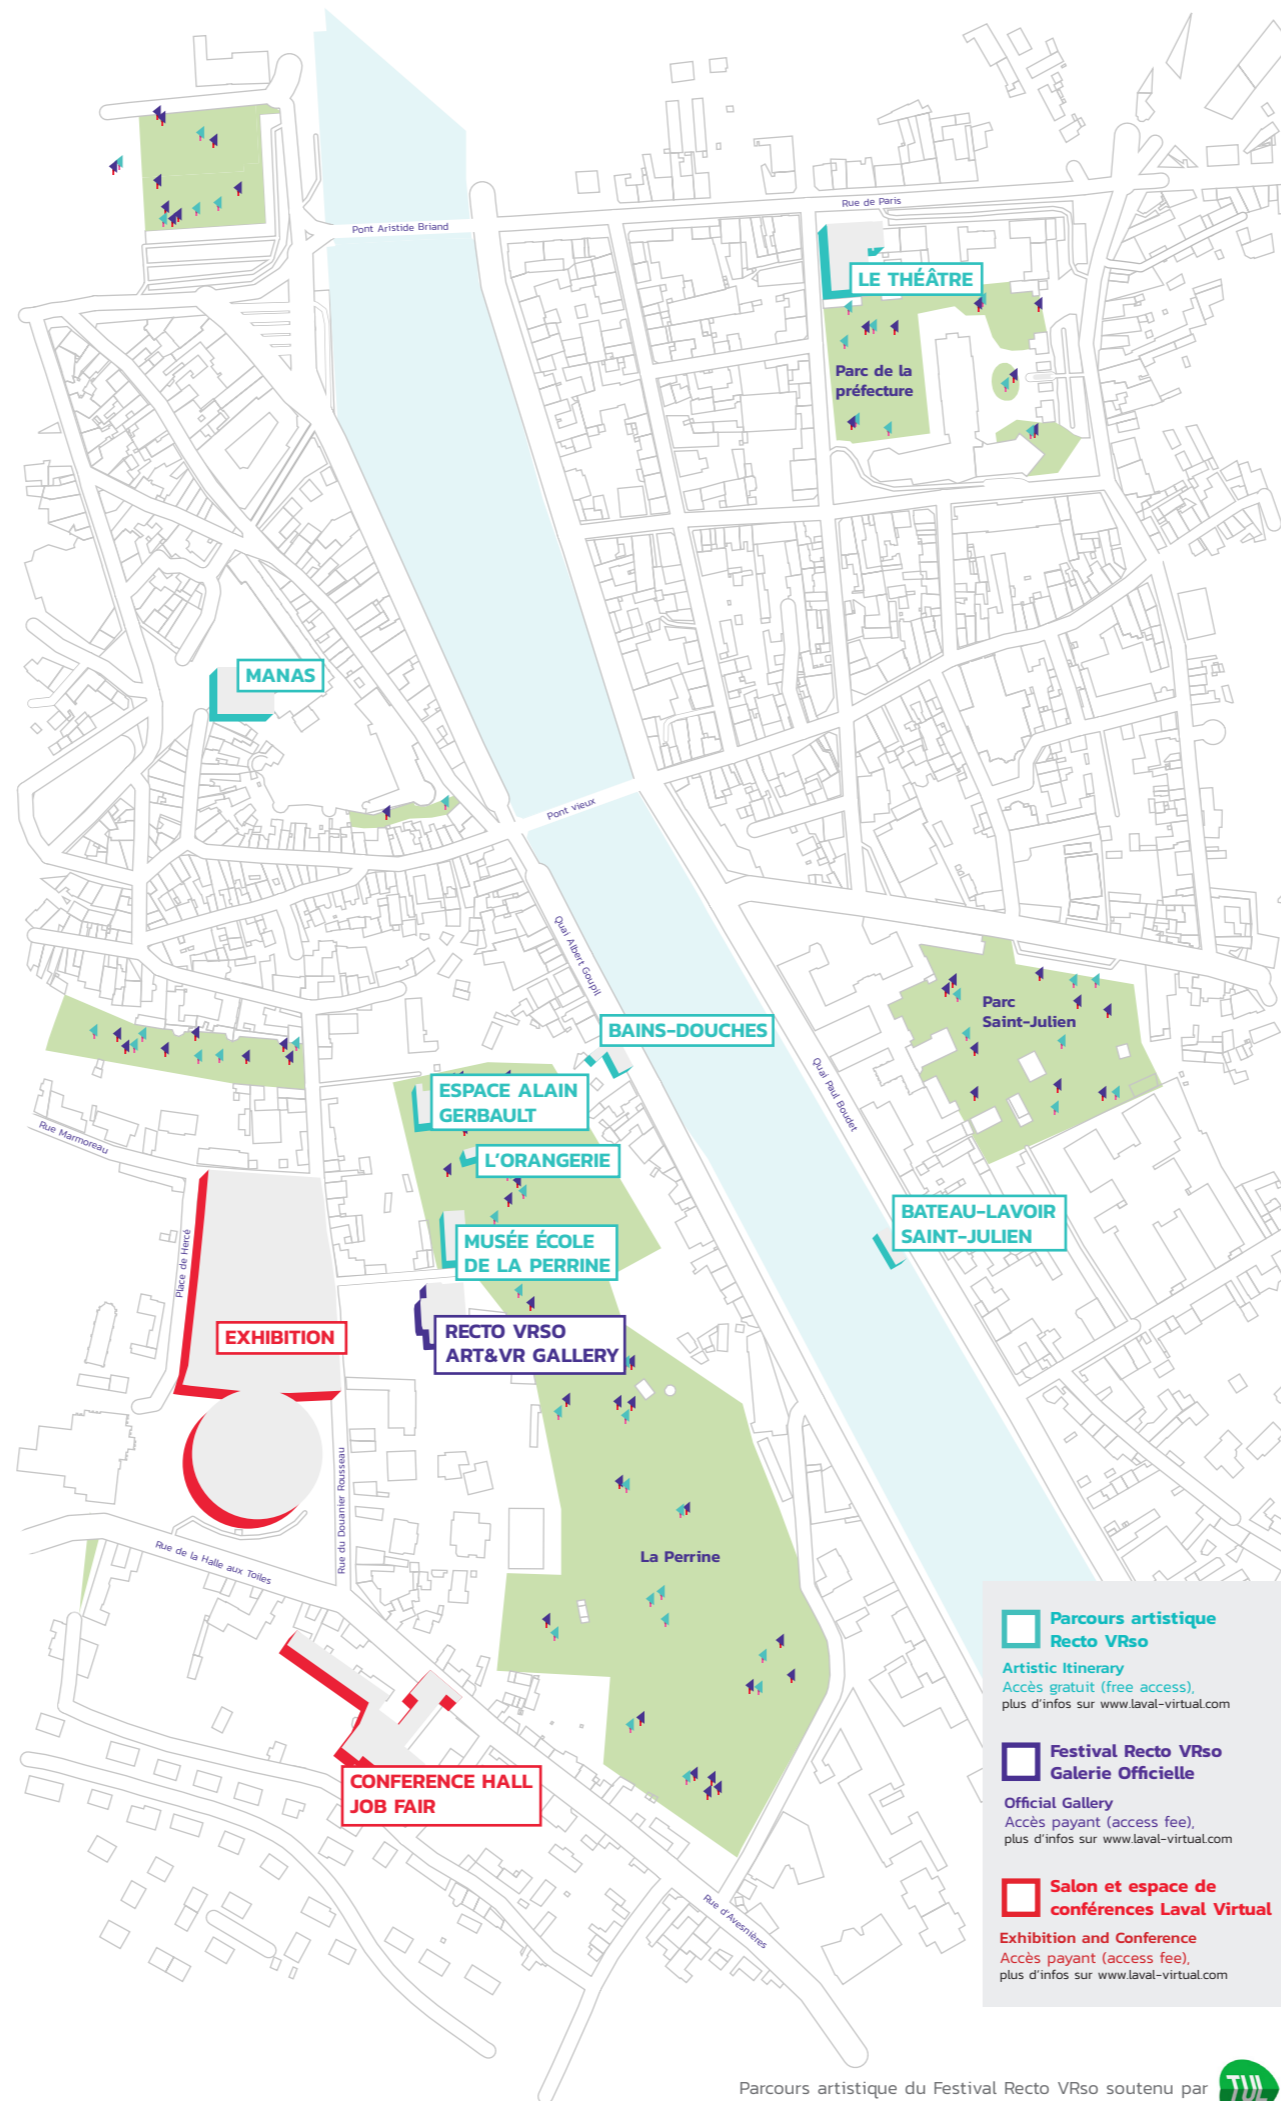 Rue de Paris
Pont Aristide Briand
LE THÉÂTRE
Parc de la
préfecture
MANAS
Pont vieux
Quai Albert Goupil
Parc
Saint-Julien
BAINS-DOUCHES
Quai Paul Boudet
ESPACE ALAIN
GERBAULT
Rue Marmoreau
L'ORANGERIE
BATEAU-LAVOIR
SAINT-JULIEN
MUSÉE ÉCOLE
DE LA PERRINE
Place de Hercé
EXHIBITION
RECTO VRSO
ART&VR GALLERY
Rue du Douanier Rousseau
Rue de la Halle aux Toiles
La Perrine
CONFERENCE HALL
JOB FAIR
Rue d'Avesnières
Parcours artistique
Recto VRso
Artistic Itinerary
Accès gratuit (free access),
plus d'infos sur www.laval-virtual.com
Festival Recto VRso
Galerie Officielle
Official Gallery
Accès payant (access fee),
plus d'infos sur www.laval-virtual.com
Salon et espace de
conférences Laval Virtual
Exhibition and Conference
Accès payant (access fee),
plus d'infos sur www.laval-virtual.com
Parcours artistique du Festival Recto VRso soutenu par
TUL